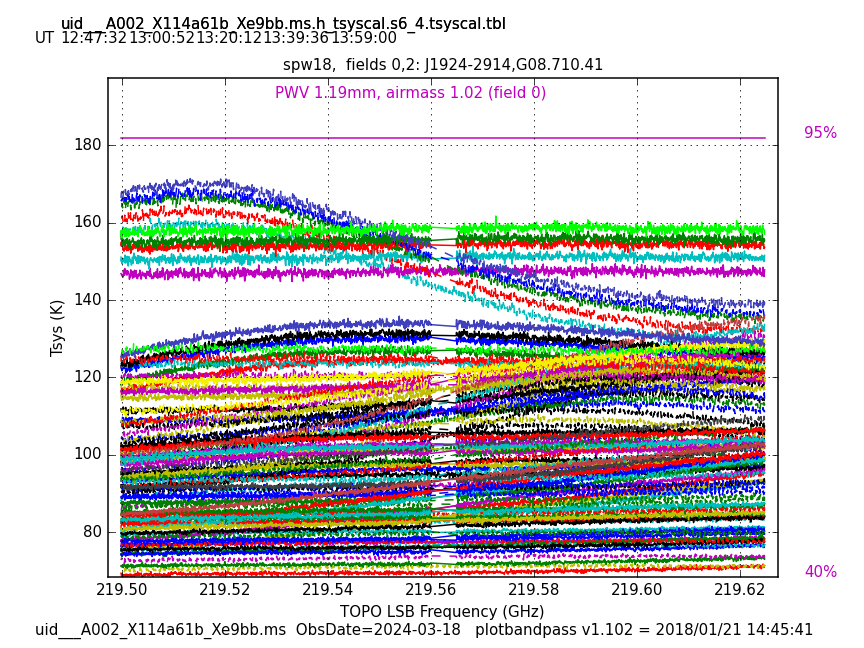 uid___A002_X114a61b_Xe9bb.ms.h_tsyscal.s6_4.tsyscal.tbl
UT 12:47:32 13:00:52 13:20:12 13:39:36 13:59:00
spw18, fields 0,2: J1924-2914,G08.710.41
PWV 1.19mm, airmass 1.02 (field 0)
95%
180
160
140
120
100
80
Tsys (K)
40%
219.50 219.52 219.54 219.56 219.58 219.60 219.62
TOPO LSB Frequency (GHz)
uid___A002_X114a61b_Xe9bb.ms ObsDate=2024-03-18 plotbandpass v1.102 = 2018/01/21 14:45:41